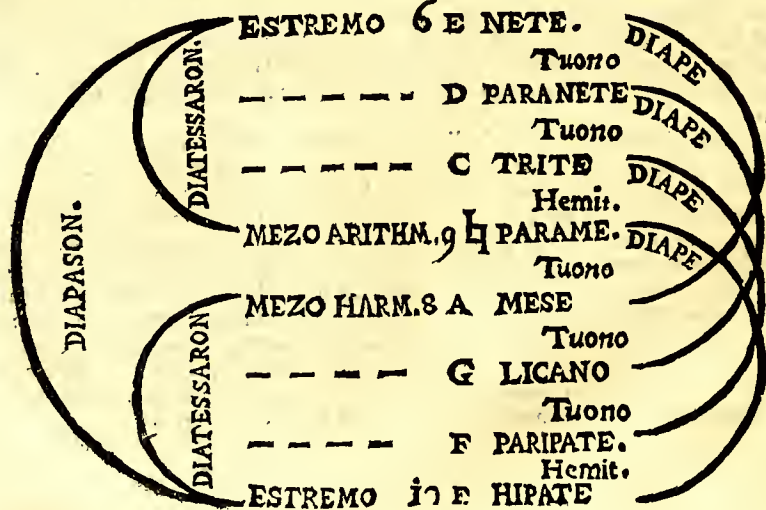 ESTREMO 6 E NETE. DIAPE
Tuono
D PARANETE DIAPE
Tuono
C TRITE DIAPE
Hemit.
MEZO ARITHM. 9 ♮ PARAME. DIAPE
Tuono
MEZO HARM. 8 A MESE
Tuono
G LICANO
Tuono
F PARIPATE.
Hemit.
ESTREMO E HIPATE
DIAPASON.
DIATESSARON.
DIATESSARON